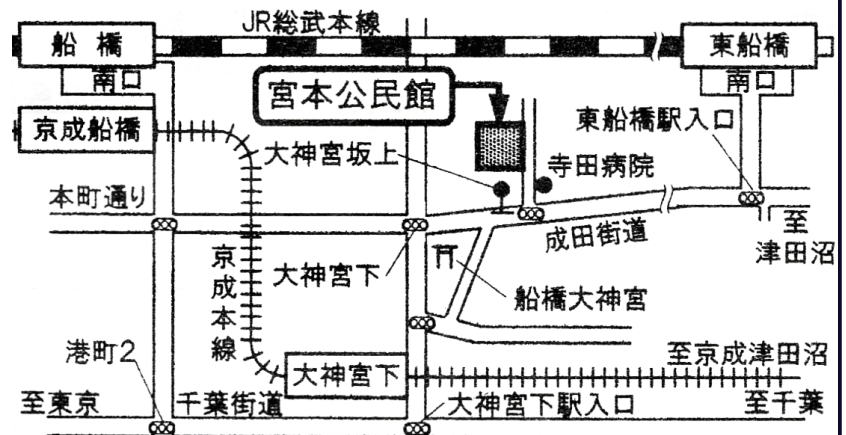 JR総武本線
船橋
東船橋
南口
南口
宮本公民館
京成船橋
東船橋駅入口
大神宮坂上
寺田病院
本町通り
成田街道
至
津田沼
京成本線
大神宮下
船橋大神宮
港町2
大神宮下
至京成津田沼
至東京
千葉街道
大神宮下駅入口
至千葉